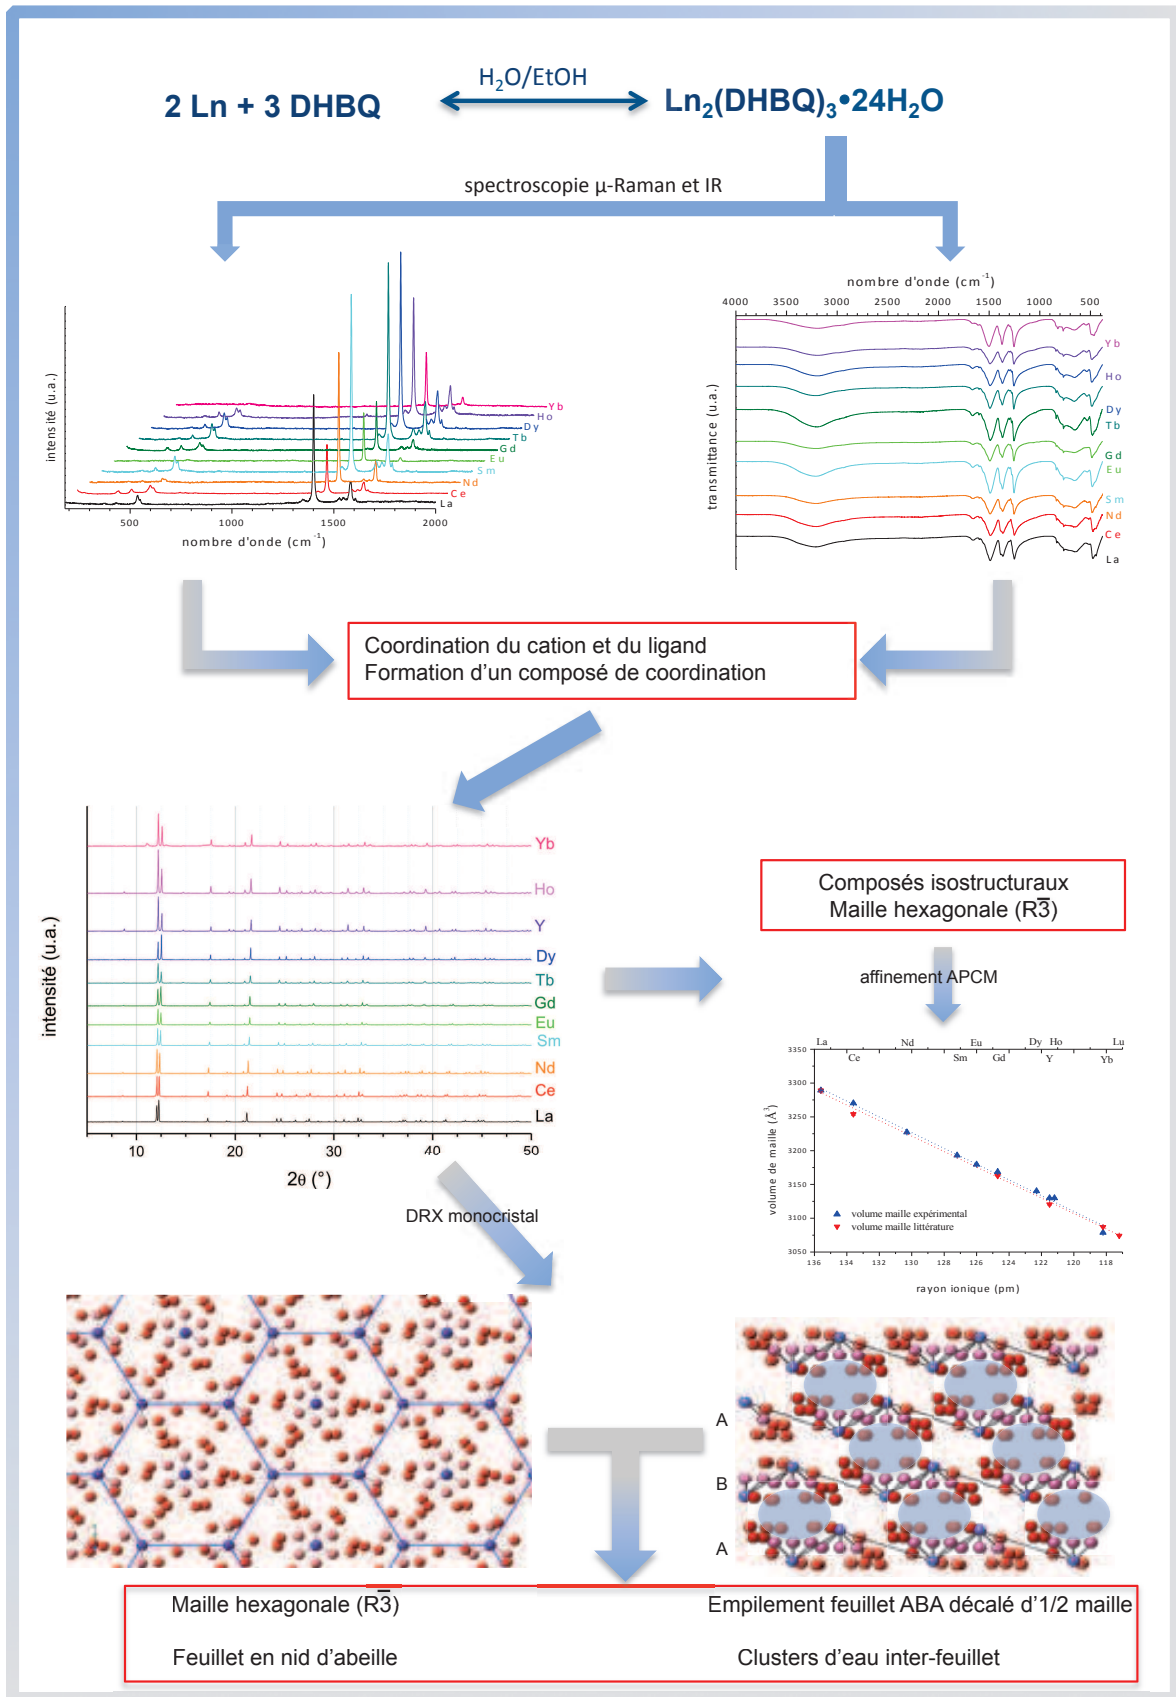 H₂O/EtOH
2 Ln + 3 DHBQ
Ln₂(DHBQ)₃•24H₂O
spectroscopie µ-Raman et IR
intensité (u.a.)
Yb
Ho
Dy
Tb
Gd
Eu
Sm
Nd
Ce
La
500 1000 1500 2000
nombre d'onde (cm⁻¹)
nombre d'onde (cm⁻¹)
4000 3500 3000 2500 2000 1500 1000 500
transmittance (u.a.)
Yb
Ho
Dy
Tb
Gd
Eu
Sm
Nd
Ce
La
Coordination du cation et du ligand
Formation d'un composé de coordination
intensité (u.a.)
Yb
Ho
Y
Dy
Tb
Gd
Eu
Sm
Nd
Ce
La
10 20 30 40 50
2θ (°)
Composés isostructuraux
Maille hexagonale (R3̅)
affinement APCM
La Nd Eu Dy Ho Lu
Ce Sm Gd Y Yb
volume de maille (Å³)
3350
3300
3250
3200
3150
3100
3050
volume maille expérimental
volume maille littérature
136 134 132 130 128 126 124 122 120 118
rayon ionique (pm)
DRX monocristal
A
B
A
Maille hexagonale (R3̅)
Empilement feuillet ABA décalé d'1/2 maille
Feuillet en nid d'abeille
Clusters d'eau inter-feuillet